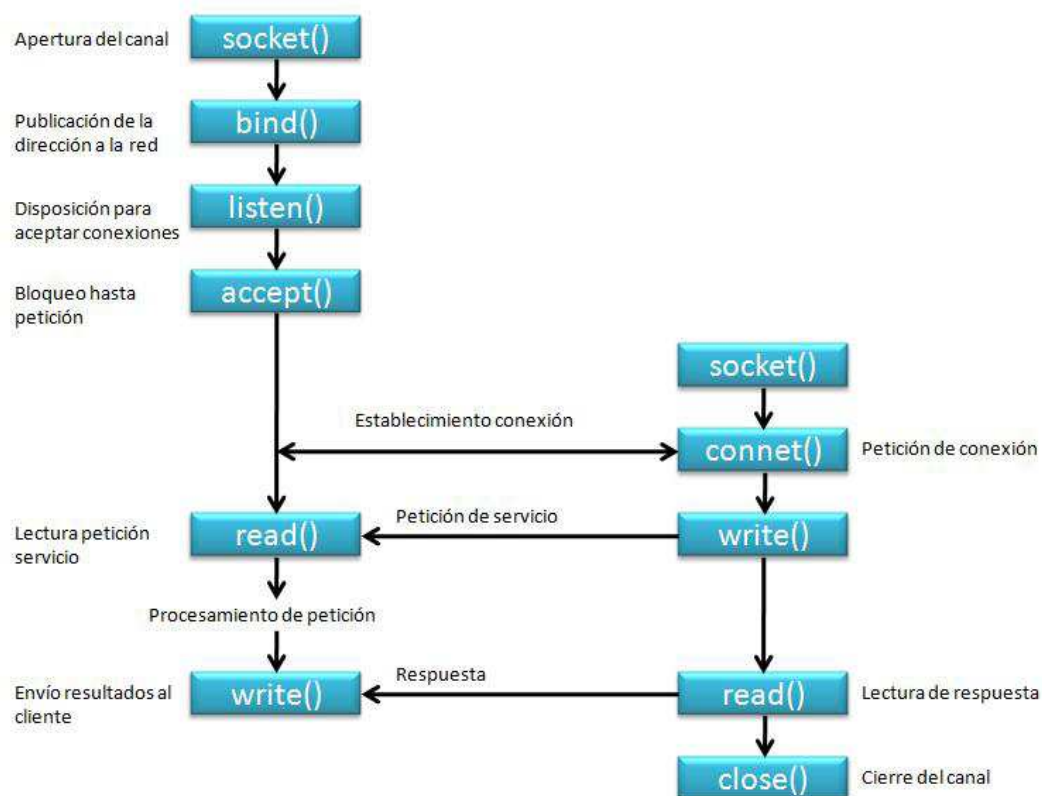 Apertura del canal
socket()
Publicación de la
dirección a la red
bind()
Disposición para
aceptar conexiones
listen()
Bloqueo hasta
petición
accept()
socket()
Establecimiento conexión
connet()
Petición de conexión
Lectura petición
servicio
read()
Petición de servicio
write()
Procesamiento de petición
Envío resultados al
cliente
write()
Respuesta
read()
Lectura de respuesta
close()
Cierre del canal